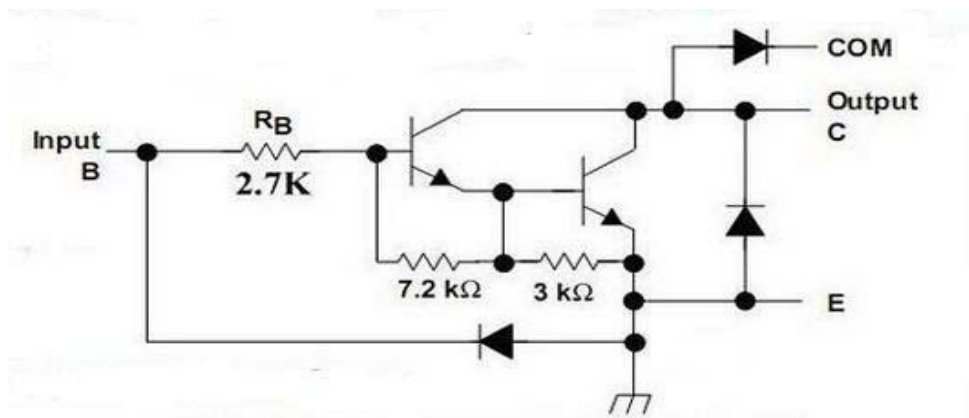 COM
Output
C
Input
B
RB
2.7K
7.2 kΩ
3 kΩ
E